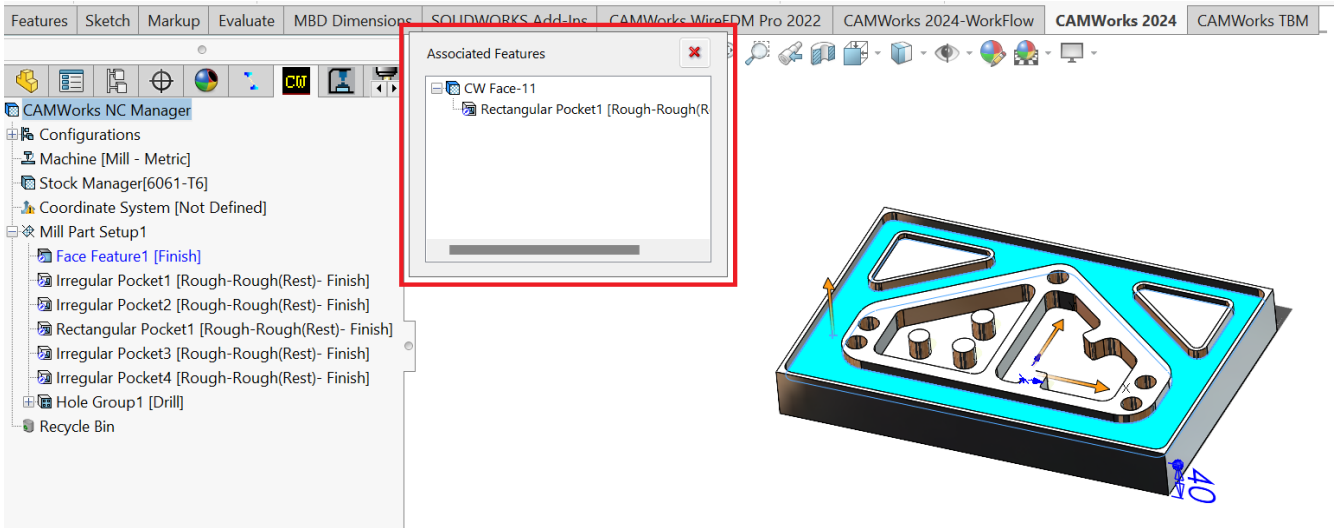 Features Sketch Markup Evaluate MBD Dimensions SOLIDWORKS Add-Ins CAMWorks WireEDM Pro 2022 CAMWorks 2024-WorkFlow CAMWorks 2024 CAMWorks TBM
Associated Features
CW Face-11
Rectangular Pocket1 [Rough-Rough(R
CW
CAMWorks NC Manager
Configurations
Machine [Mill - Metric]
Stock Manager[6061-T6]
Coordinate System [Not Defined]
Mill Part Setup1
Face Feature1 [Finish]
Irregular Pocket1 [Rough-Rough(Rest)- Finish]
Irregular Pocket2 [Rough-Rough(Rest)- Finish]
Rectangular Pocket1 [Rough-Rough(Rest)- Finish]
Irregular Pocket3 [Rough-Rough(Rest)- Finish]
Irregular Pocket4 [Rough-Rough(Rest)- Finish]
Hole Group1 [Drill]
Recycle Bin
X
40